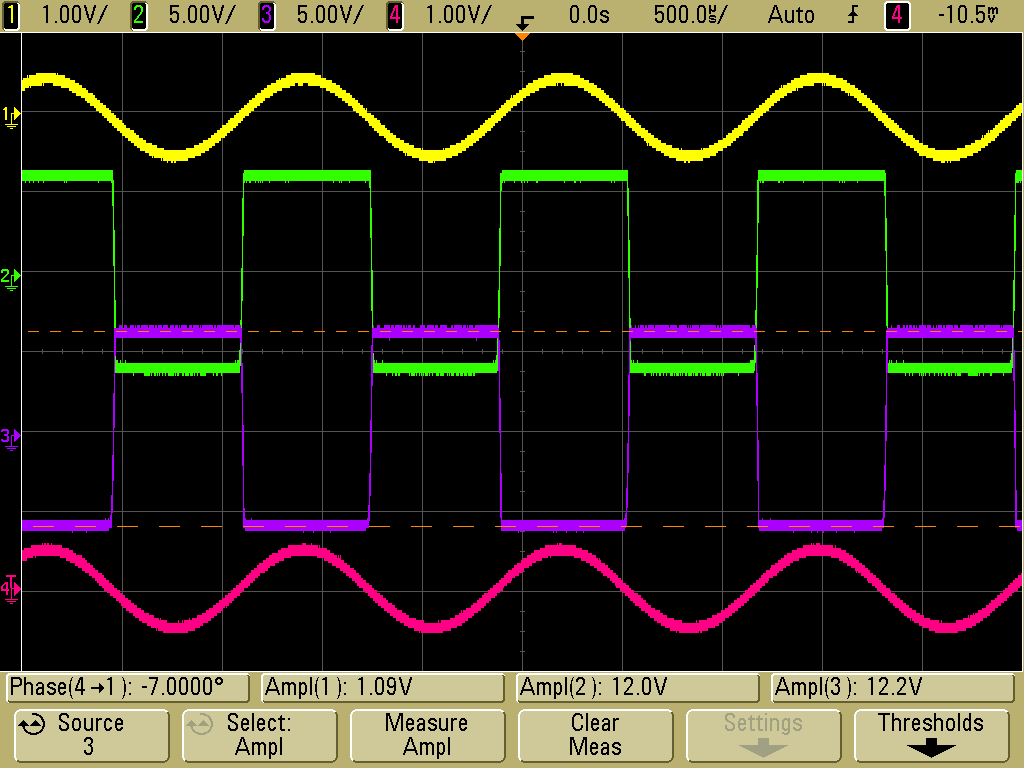 1 1.00V/ 2 5.00V/ 3 5.00V/ 4 1.00V/ 0.0s 500.0µs/ Auto 4 -10.5mV
1
2
3
4
Phase(4→1): -7.0000° Ampl(1): 1.09V Ampl(2): 12.0V Ampl(3): 12.2V
Source Select: Measure Clear Settings Thresholds
3 Ampl Ampl Meas